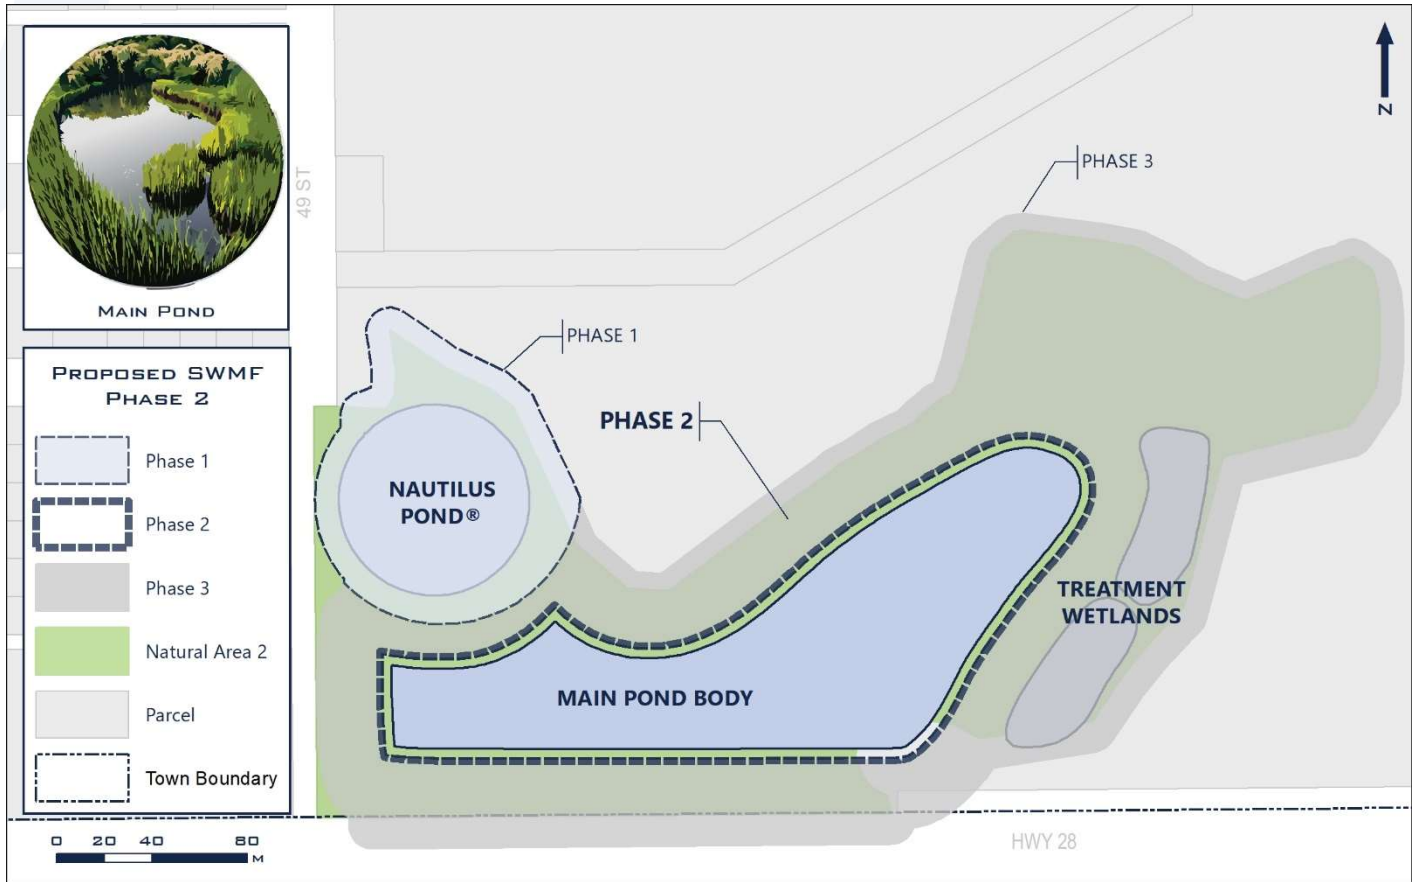 MAIN POND
PROPOSED SWMF
PHASE 2
Phase 1
Phase 2
Phase 3
Natural Area 2
Parcel
Town Boundary
0 20 40 80
M
49 ST
N
PHASE 3
PHASE 1
PHASE 2
NAUTILUS
POND®
TREATMENT
WETLANDS
MAIN POND BODY
HWY 28